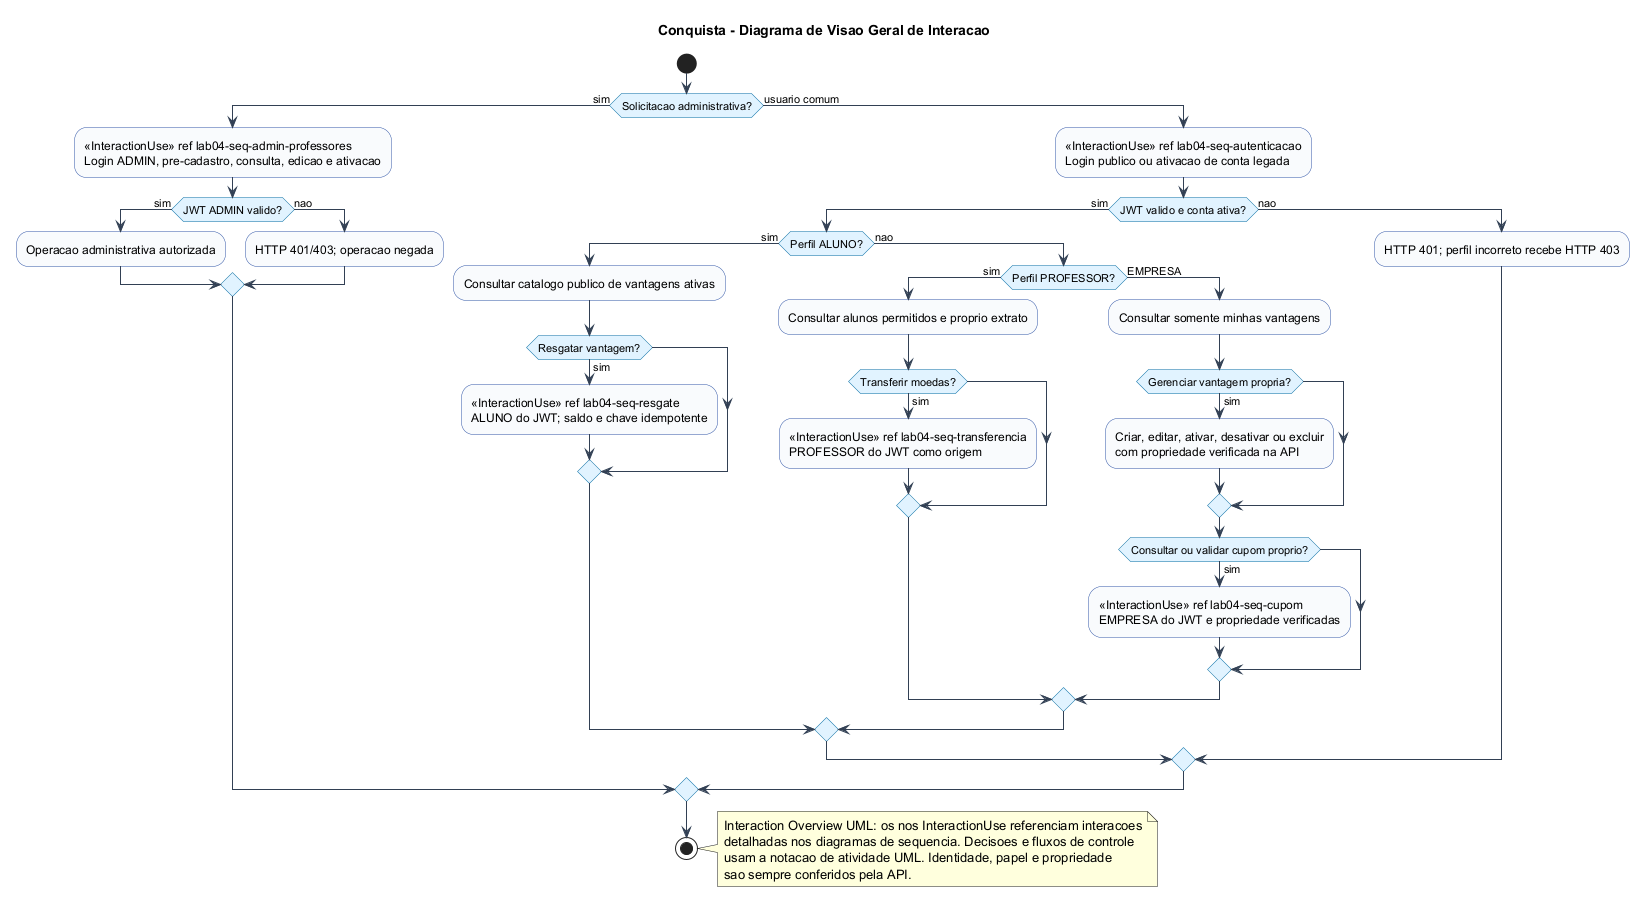 Conquista - Diagrama de Visao Geral de Interacao
sim
Solicitacao administrativa?
usuario comum
«InteractionUse» ref lab04-seq-admin-professores
Login ADMIN, pre-cadastro, consulta, edicao e ativacao
«InteractionUse» ref lab04-seq-autenticacao
Login publico ou ativacao de conta legada
sim
JWT ADMIN valido?
nao
sim
JWT valido e conta ativa?
nao
Operacao administrativa autorizada
HTTP 401/403; operacao negada
sim
Perfil ALUNO?
nao
HTTP 401; perfil incorreto recebe HTTP 403
Consultar catalogo publico de vantagens ativas
sim
Perfil PROFESSOR?
EMPRESA
Consultar alunos permitidos e proprio extrato
Consultar somente minhas vantagens
Resgatar vantagem?
sim
Transferir moedas?
sim
Gerenciar vantagem propria?
sim
«InteractionUse» ref lab04-seq-resgate
ALUNO do JWT; saldo e chave idempotente
«InteractionUse» ref lab04-seq-transferencia
PROFESSOR do JWT como origem
Criar, editar, ativar, desativar ou excluir
com propriedade verificada na API
Consultar ou validar cupom proprio?
sim
«InteractionUse» ref lab04-seq-cupom
EMPRESA do JWT e propriedade verificadas
Interaction Overview UML: os nos InteractionUse referenciam interacoes
detalhadas nos diagramas de sequencia. Decisoes e fluxos de controle
usam a notacao de atividade UML. Identidade, papel e propriedade
sao sempre conferidos pela API.